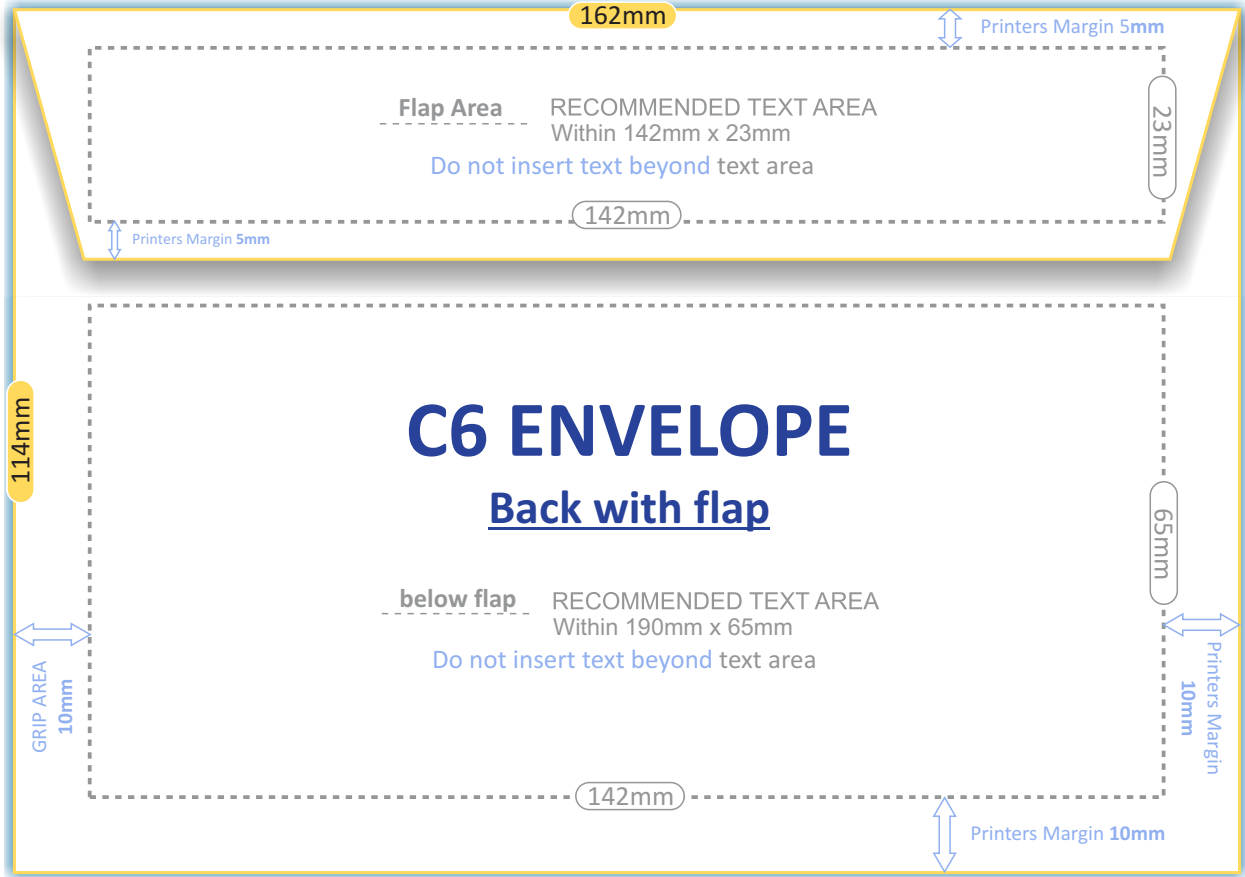 162mm
Printers Margin 5mm
Flap Area
RECOMMENDED TEXT AREA
Within 142mm x 23mm
Do not insert text beyond text area
23mm
142mm
Printers Margin 5mm
114mm
C6 ENVELOPE
Back with flap
65mm
below flap
RECOMMENDED TEXT AREA
Within 190mm x 65mm
Do not insert text beyond text area
GRIP AREA
10mm
Printers Margin
10mm
142mm
Printers Margin 10mm